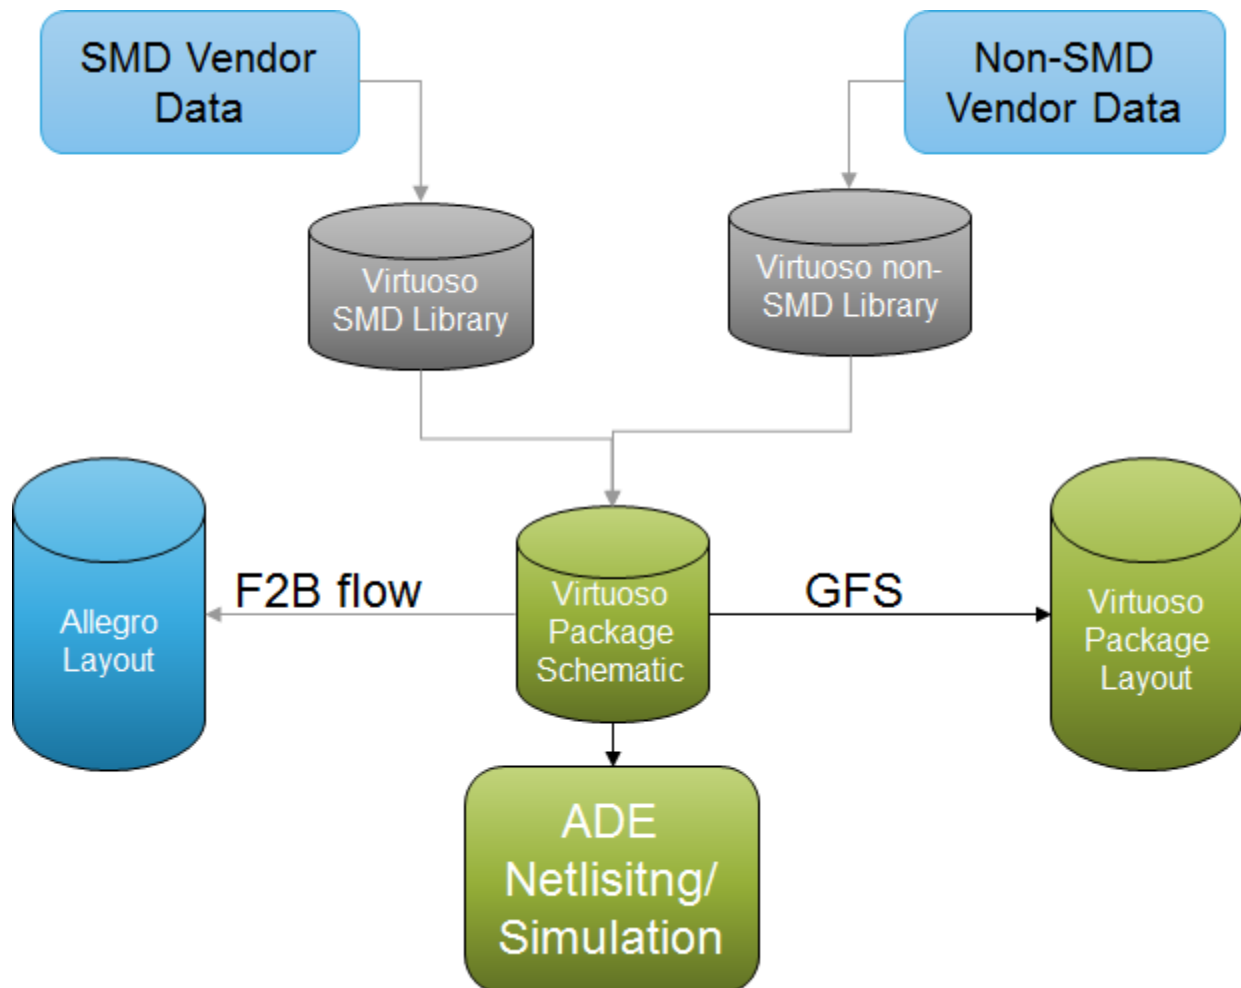 SMD Vendor
Data
Non-SMD
Vendor Data
Virtuoso
SMD Library
Virtuoso non-
SMD Library
F2B flow
GFS
Allegro
Layout
Virtuoso
Package
Schematic
Virtuoso
Package
Layout
ADE
Netlisitng/
Simulation